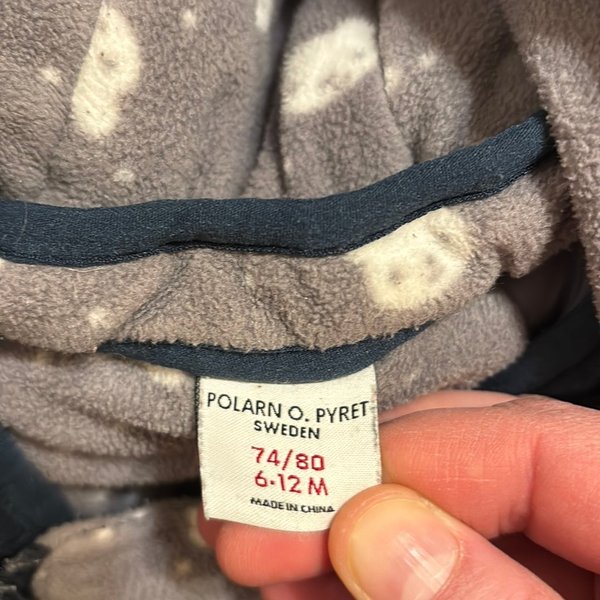 POLARN O. PYRET
SWEDEN
74/80
6-12 M
MADE IN CHINA